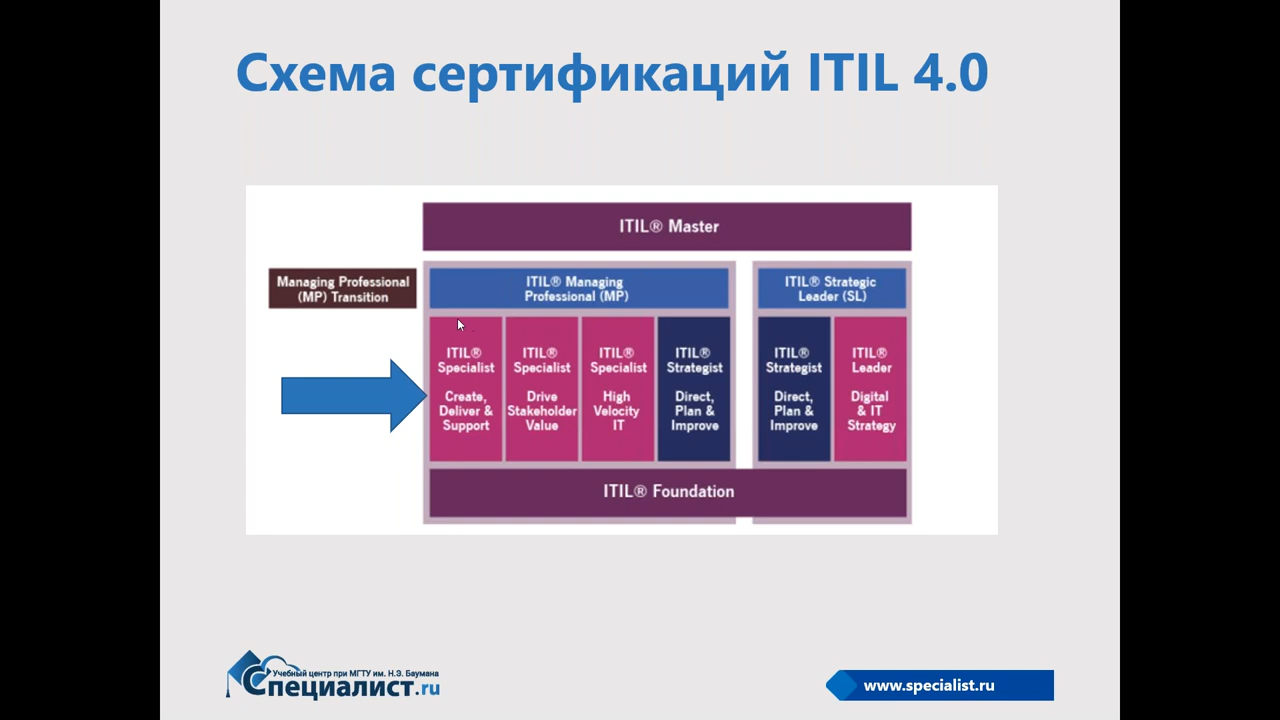 Схема сертификаций ITIL 4.0
ITIL® Master
Managing Professional
(MP) Transition
ITIL® Managing
Professional (MP)
ITIL® Strategic
Leader (SL)
ITIL®
Specialist
Create,
Deliver &
Support
ITIL®
Specialist
Drive
Stakeholder
Value
ITIL®
Specialist
High
Velocity
IT
ITIL®
Strategist
Direct,
Plan &
Improve
ITIL®
Strategist
Direct,
Plan &
Improve
ITIL®
Leader
Digital
& IT
Strategy
ITIL® Foundation
Учебный центр при МГТУ им. Н.Э. Баумана
Специалист.ru
www.specialist.ru